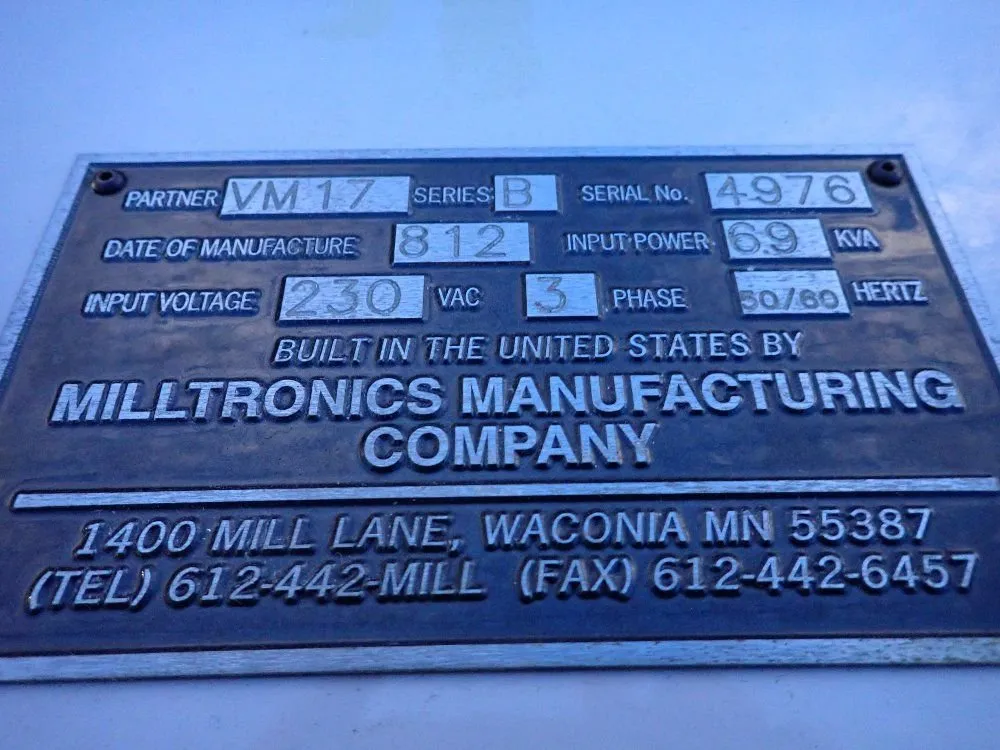 PARTNER VM17 SERIES B SERIAL No. 4976
DATE OF MANUFACTURE 812 INPUT POWER 6.9 KVA
INPUT VOLTAGE 230 VAC 3 PHASE 50/60 HERTZ
BUILT IN THE UNITED STATES BY
MILLTRONICS MANUFACTURING
COMPANY
1400 MILL LANE, WACONIA MN 55387
(TEL) 612-442-MILL (FAX) 612-442-6457